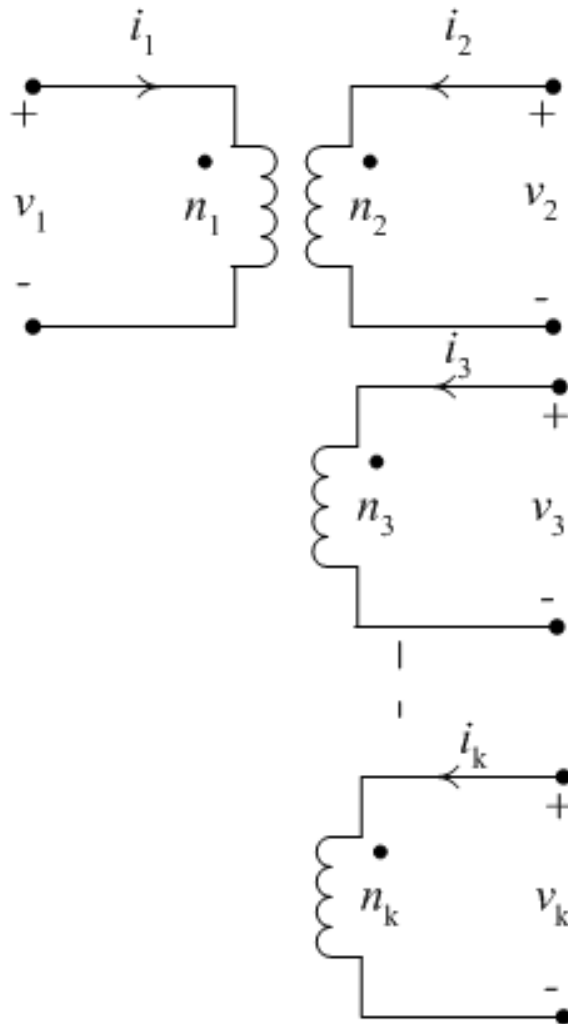 i1 i2
+ +
v1 n1 n2 v2
- -
i3
+
n3 v3
-
ik
+
nk vk
-